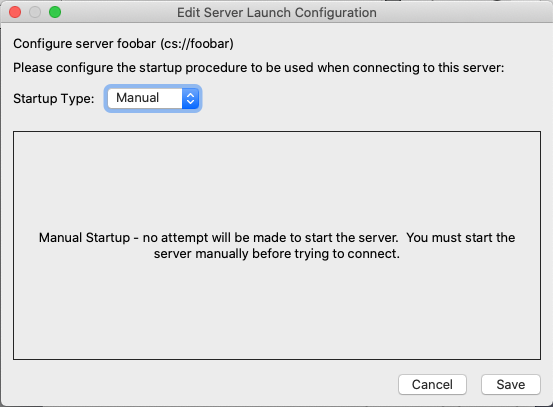 Edit Server Launch Configuration
Configure server foobar (cs://foobar)
Please configure the startup procedure to be used when connecting to this server:
Startup Type: Manual
Manual Startup - no attempt will be made to start the server.  You must start the
server manually before trying to connect.
Cancel Save